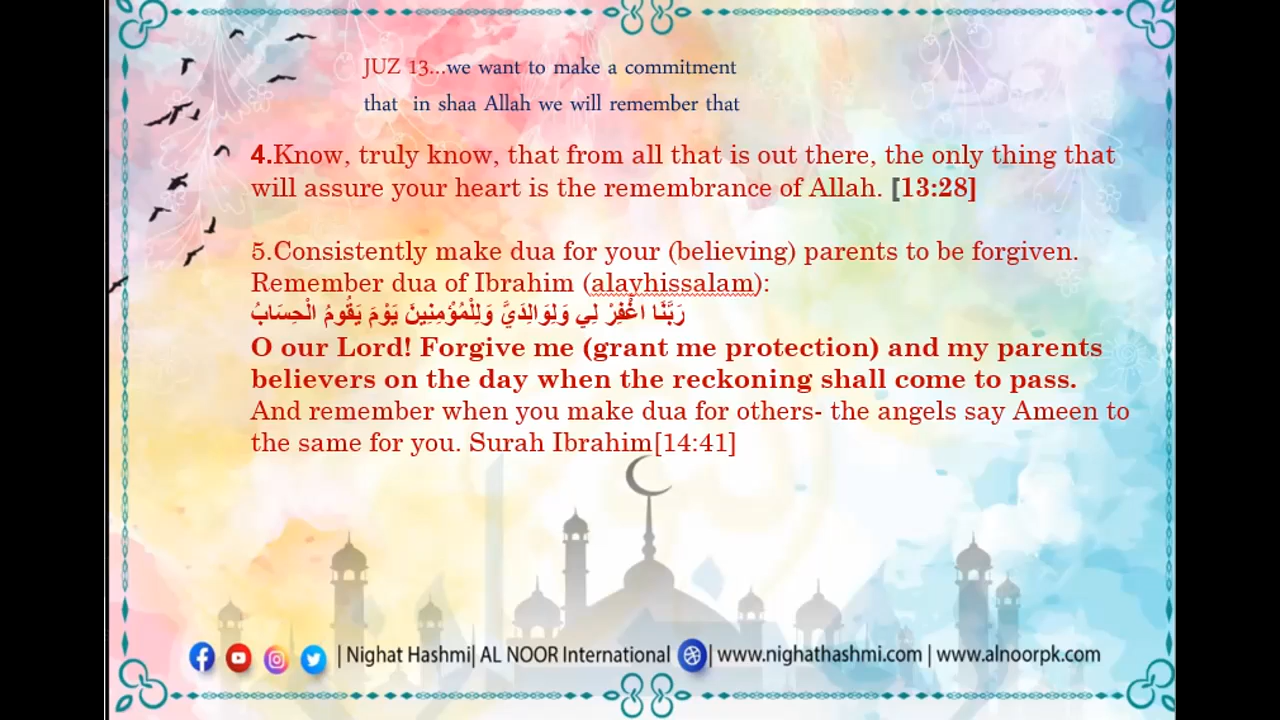 JUZ 13...we want to make a commitment
that in shaa Allah we will remember that
4.Know, truly know, that from all that is out there, the only thing that
will assure your heart is the remembrance of Allah. [13:28]
5.Consistently make dua for your (believing) parents to be forgiven.
Remember dua of Ibrahim (alayhissalam):
رَبَّنَا اغْفِرْ لِي وَلِوَالِدَيَّ وَلِلْمُؤْمِنِينَ يَوْمَ يَقُومُ الْحِسَابُ
O our Lord! Forgive me (grant me protection) and my parents
believers on the day when the reckoning shall come to pass.
And remember when you make dua for others- the angels say Ameen to
the same for you. Surah Ibrahim[14:41]
| Nighat Hashmi| AL NOOR International | www.nighathashmi.com | www.alnoorpk.com